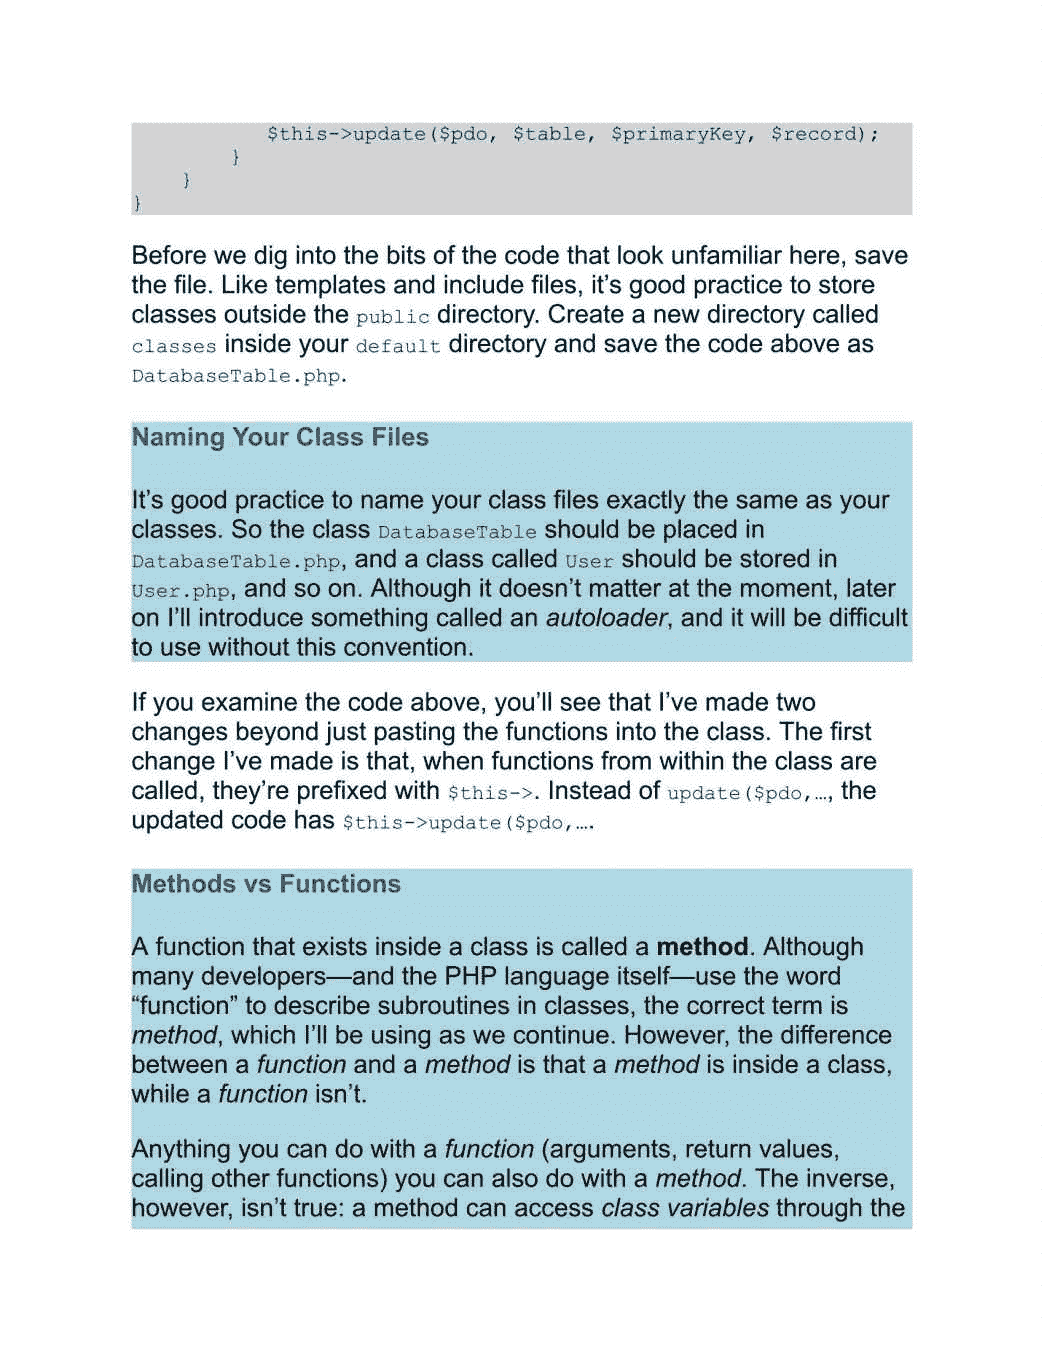 $this->update($pdo, $table, $primaryKey, $record);
}
}
}
Before we dig into the bits of the code that look unfamiliar here, save
the file. Like templates and include files, it’s good practice to store
classes outside the public directory. Create a new directory called
classes inside your default directory and save the code above as
DatabaseTable.php.
Naming Your Class Files
It’s good practice to name your class files exactly the same as your
classes. So the class DatabaseTable should be placed in
DatabaseTable.php, and a class called User should be stored in
User.php, and so on. Although it doesn’t matter at the moment, later
on I’ll introduce something called an autoloader, and it will be difficult
to use without this convention.
If you examine the code above, you’ll see that I’ve made two
changes beyond just pasting the functions into the class. The first
change I’ve made is that, when functions from within the class are
called, they’re prefixed with $this->. Instead of update($pdo,…, the
updated code has $this->update($pdo,….
Methods vs Functions
A function that exists inside a class is called a method. Although
many developers—and the PHP language itself—use the word
“function” to describe subroutines in classes, the correct term is
method, which I’ll be using as we continue. However, the difference
between a function and a method is that a method is inside a class,
while a function isn’t.
Anything you can do with a function (arguments, return values,
calling other functions) you can also do with a method. The inverse,
however, isn’t true: a method can access class variables through the